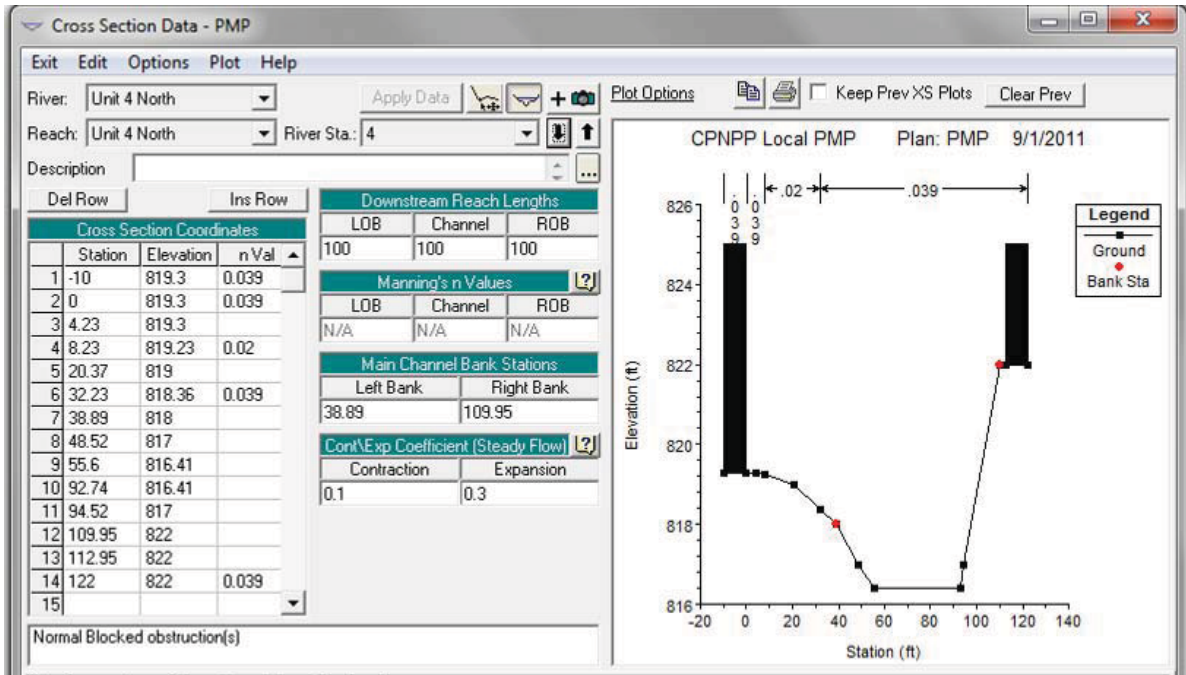 Cross Section Data - PMP
Exit Edit Options Plot Help
River: Unit 4 North Apply Data
Reach: Unit 4 North River Sta.: 4
Description ...
Del Row Ins Row
Cross Section Coordinates
Station Elevation n Val
1 -10 819.3 0.039
2 0 819.3 0.039
3 4.23 819.3
4 8.23 819.23 0.02
5 20.37 819
6 32.23 818.36 0.039
7 38.89 818
8 48.52 817
9 55.6 816.41
10 92.74 816.41
11 94.52 817
12 109.95 822
13 112.95 822
14 122 822 0.039
15
Downstream Reach Lengths
LOB Channel ROB
100 100 100
Manning's n Values
LOB Channel ROB
N/A N/A N/A
Main Channel Bank Stations
Left Bank Right Bank
38.89 109.95
Cont\Exp Coefficient (Steady Flow)
Contraction Expansion
0.1 0.3
Normal Blocked obstruction(s)
Plot Options Keep Prev XS Plots Clear Prev
CPNPP Local PMP Plan: PMP 9/1/2011
.039 .039 .02 .039
826
824
822
820
818
816
Elevation (ft)
-20 0 20 40 60 80 100 120 140
Station (ft)
Legend
Ground
Bank Sta